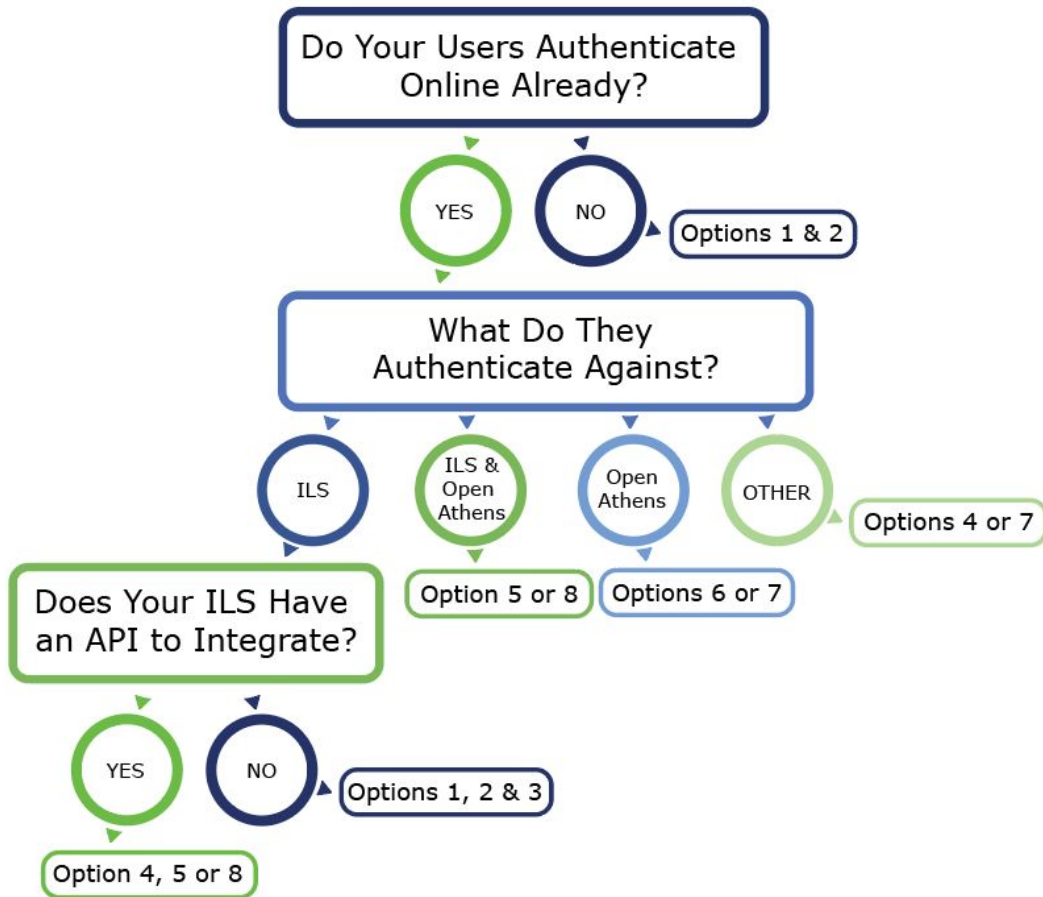 Do Your Users Authenticate
Online Already?
YES
NO
Options 1 & 2
What Do They
Authenticate Against?
ILS
ILS &
Open
Athens
Open
Athens
OTHER
Options 4 or 7
Option 5 or 8
Options 6 or 7
Does Your ILS Have
an API to Integrate?
YES
NO
Options 1, 2 & 3
Option 4, 5 or 8